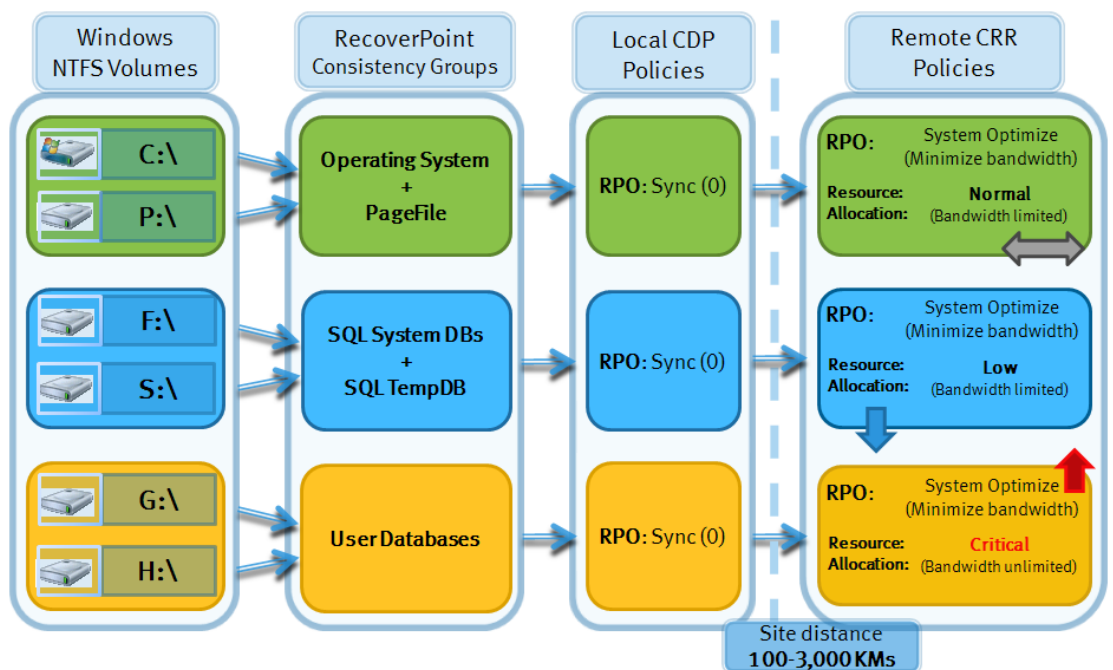 Windows
NTFS Volumes
RecoverPoint
Consistency Groups
Local CDP
Policies
Remote CRR
Policies
C:\
P:\
Operating System
+
PageFile
RPO: Sync (0)
RPO: System Optimize
(Minimize bandwidth)
Resource: Normal
Allocation: (Bandwidth limited)
F:\
S:\
SQL System DBs
+
SQL TempDB
RPO: Sync (0)
RPO: System Optimize
(Minimize bandwidth)
Resource: Low
Allocation: (Bandwidth limited)
G:\
H:\
User Databases
RPO: Sync (0)
RPO: System Optimize
(Minimize bandwidth)
Resource: Critical
Allocation: (Bandwidth unlimited)
Site distance
100-3,000 KMs